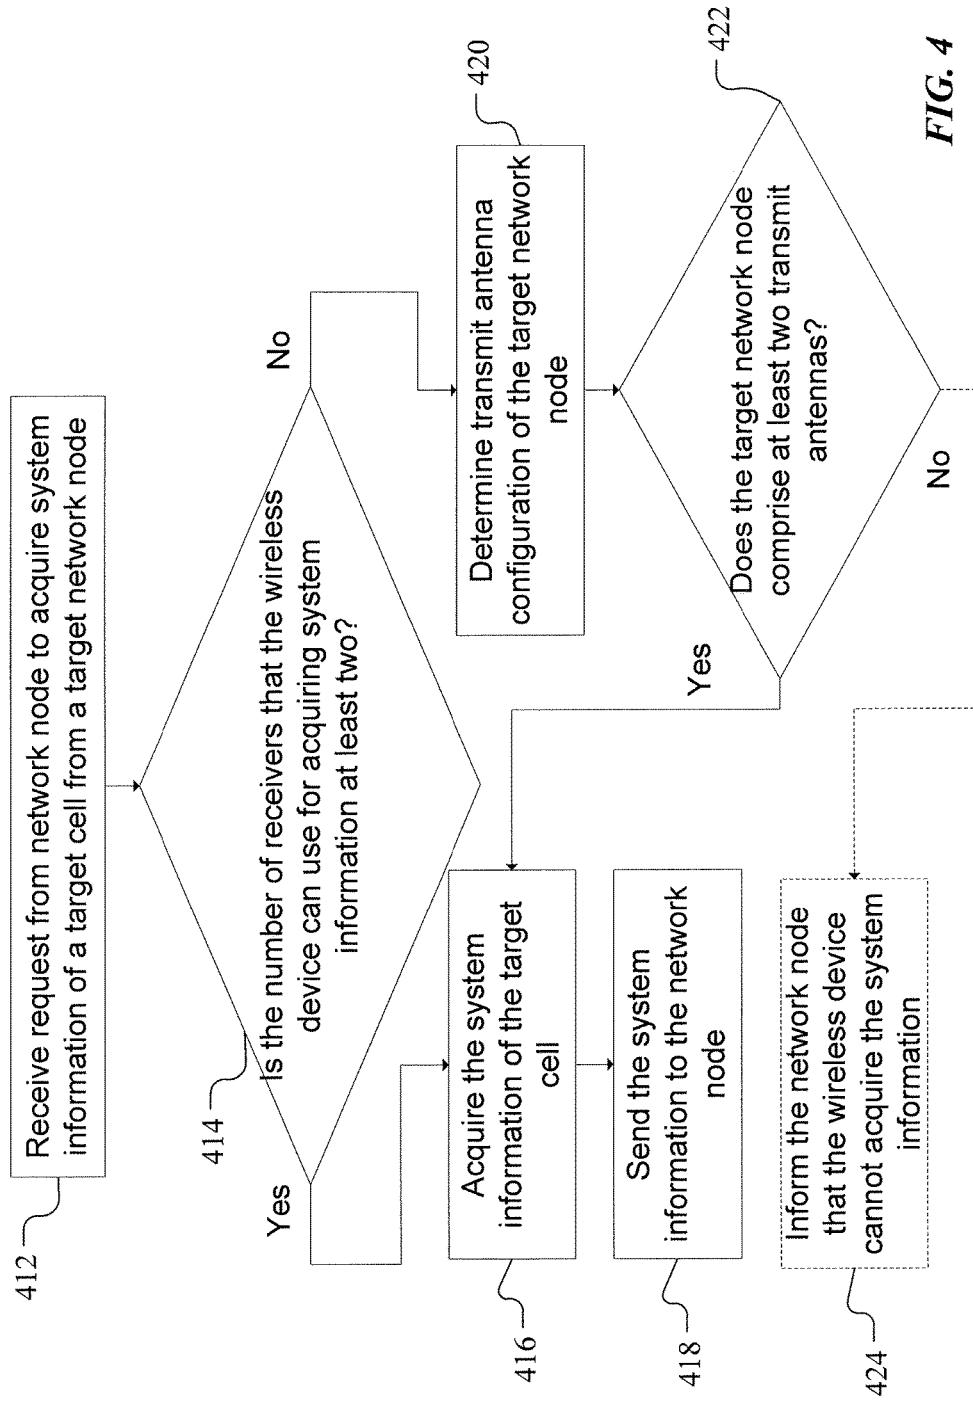 412
Receive request from network node to acquire system
information of a target cell from a target network node
414
Is the number of receivers that the wireless
device can use for acquiring system
information at least two?
Yes
No
416
Acquire the system
information of the target
cell
420
Determine transmit antenna
configuration of the target network
node
418
Send the system
information to the network
node
422
Does the target network node
comprise at least two transmit
antennas?
Yes
No
424
Inform the network node
that the wireless device
cannot acquire the system
information
FIG. 4